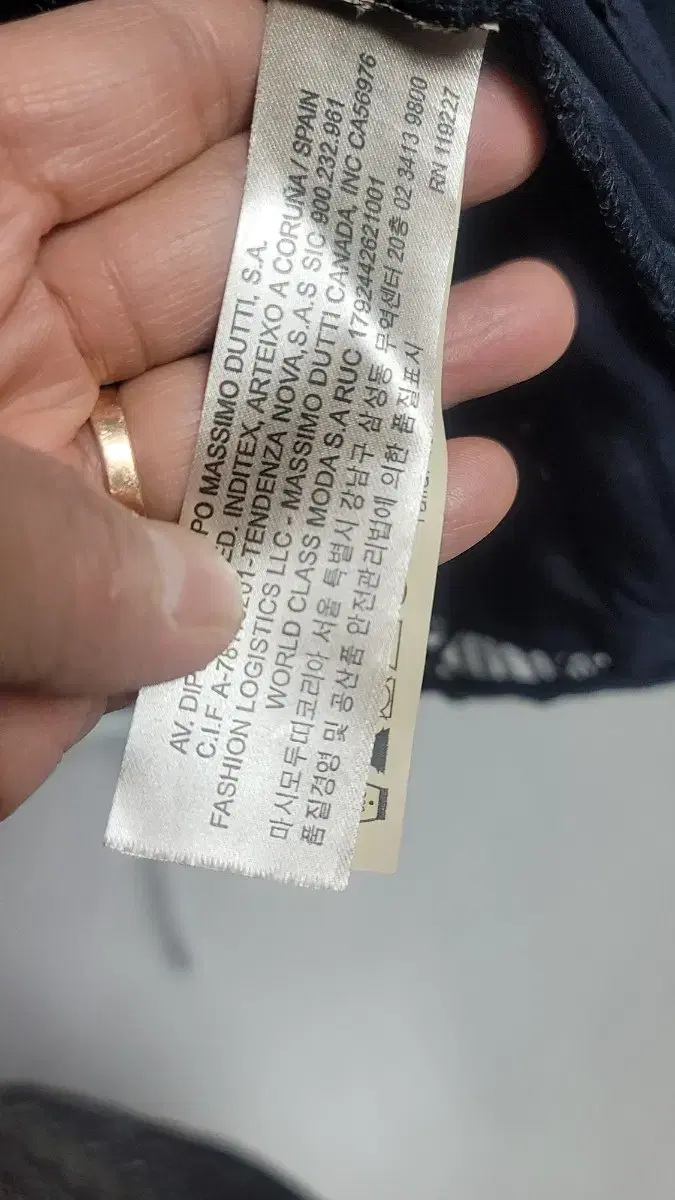 PO MASSIMO DUTTI, S.A.
AV. DIP ED. INDITEX, ARTEIXO A CORUÑA / SPAIN
C.I.F A-78 -TENDENZA NOVA,S.A.S SIC 900.232.961
FASHION LOGISTICS LLC - MASSIMO DUTTI CANADA, INC CA56976
WORLD CLASS MODA S A RUC 1792442621001
마시모두띠코리아 서울 특별시 강남구 삼성동 무역센터 20층 02 3413 9800
품질경영 및 공산품 안전관리법에 의한 품질표시
RN 119227